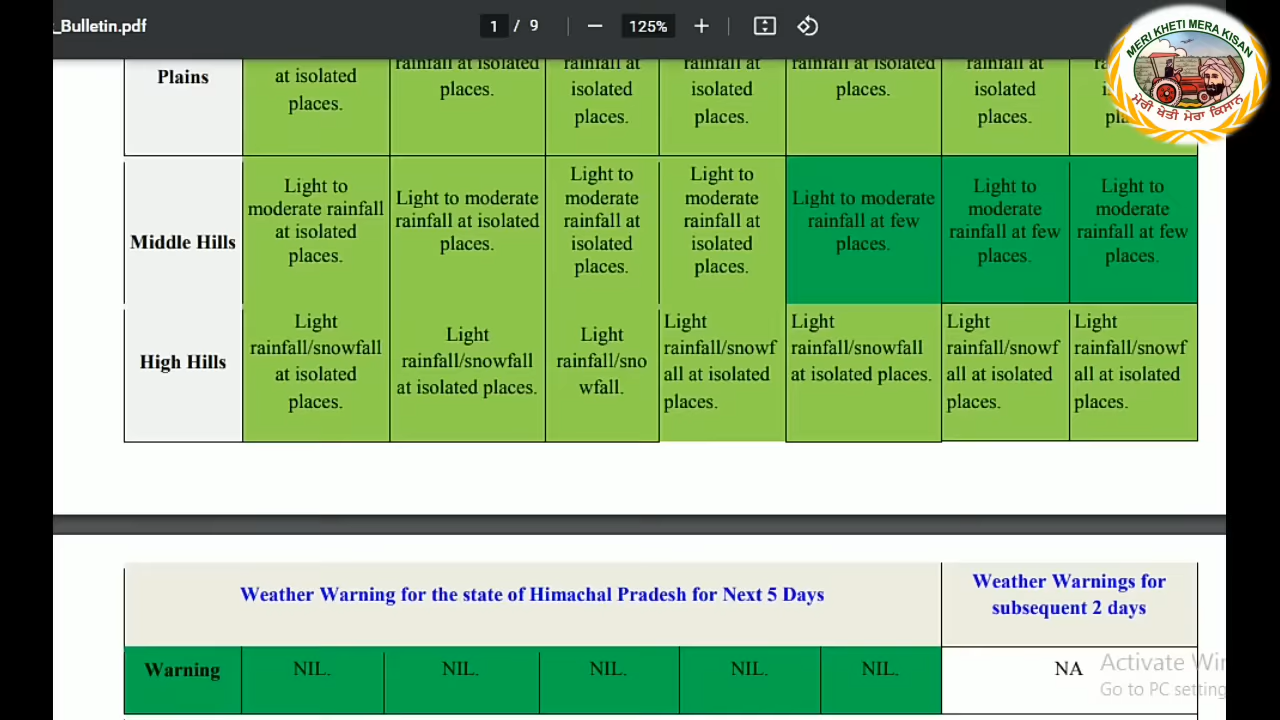 _Bulletin.pdf
1 / 9
125%
MERI KHETI MERA KISAN
ਮੇਰੀ ਖੇਤੀ ਮੇਰਾ ਕਿਸਾਨ
Plains
at isolated
places.
rainfall at isolated
places.
rainfall at
isolated
places.
rainfall at
isolated
places.
rainfall at isolated
places.
rainfall at
isolated
places.
Middle Hills
Light to
moderate rainfall
at isolated
places.
Light to moderate
rainfall at isolated
places.
Light to
moderate
rainfall at
isolated
places.
Light to
moderate
rainfall at
isolated
places.
Light to moderate
rainfall at few
places.
Light to
moderate
rainfall at few
places.
Light to
moderate
rainfall at few
places.
High Hills
Light
rainfall/snowfall
at isolated
places.
Light
rainfall/snowfall
at isolated places.
Light
rainfall/sno
wfall.
Light
rainfall/snowf
all at isolated
places.
Light
rainfall/snowfall
at isolated places.
Light
rainfall/snowf
all at isolated
places.
Light
rainfall/snowf
all at isolated
places.
Weather Warning for the state of Himachal Pradesh for Next 5 Days
Weather Warnings for
subsequent 2 days
Warning
NIL.
NIL.
NIL.
NIL.
NIL.
NA
Activate Win
Go to PC setting